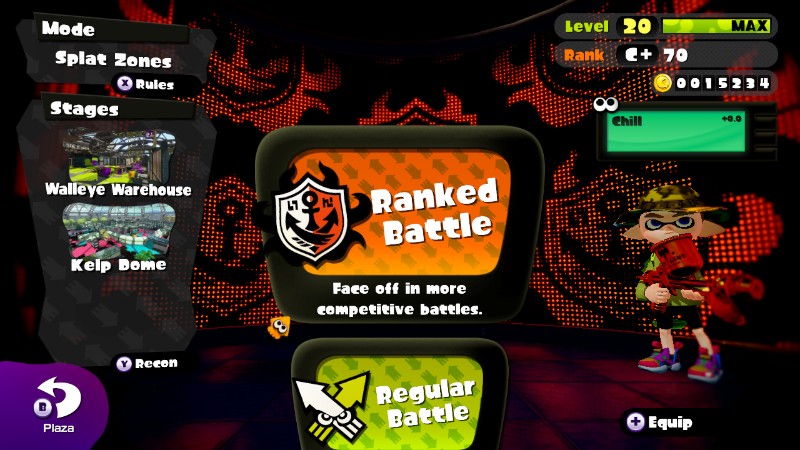 Mode
Splat Zones
X Rules
Stages
Walleye Warehouse
Kelp Dome
Y Recon
B
Plaza
Ranked
Battle
Face off in more
competitive battles.
Regular
Battle
Level 20 MAX
Rank C+ 70
0015234
Chill +0.0
+ Equip